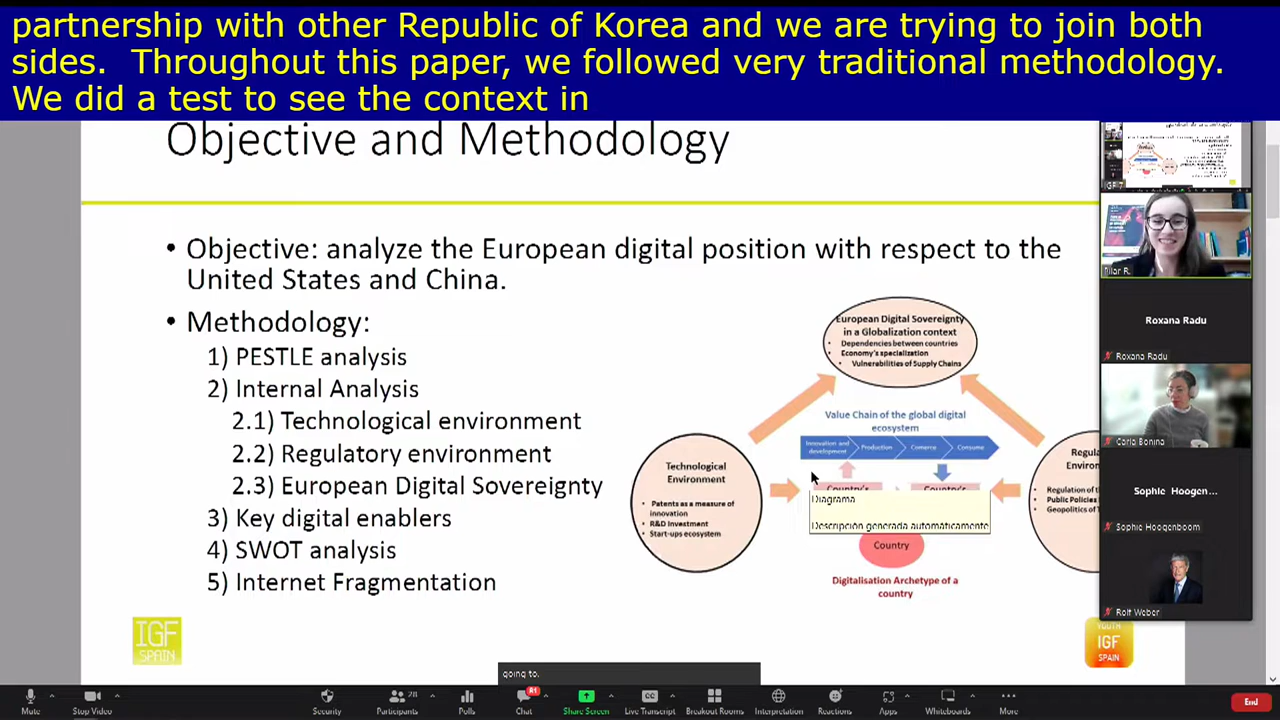 partnership with other Republic of Korea and we are trying to join both
sides.  Throughout this paper, we followed very traditional methodology.
We did a test to see the context in
Objective and Methodology
• Objective: analyze the European digital position with respect to the
United States and China.
• Methodology:
1) PESTLE analysis
2) Internal Analysis
2.1) Technological environment
2.2) Regulatory environment
2.3) European Digital Sovereignty
3) Key digital enablers
4) SWOT analysis
5) Internet Fragmentation
European Digital Sovereignty
in a Globalization context
• Dependencies between countries
• Economy's specialization
• Vulnerabilities of Supply Chains
Value Chain of the global digital
ecosystem
Innovation and
development
Production
Comerce
Consume
Technological
Environment
• Patents as a measure of
innovation
• R&D Investment
• Start-ups ecosystem
Country's
Country's
Diagrama
Descripción generada automáticamente
Country
Digitalisation Archetype of a
country
• Regulation of
• Public Policies
• Geopolitics of
IGF
SPAIN
YOUTH
IGF
SPAIN
Pilar R.
Roxana Radu
Roxana Radu
Carla Bonina
Sophie Hoogen...
Sophie Hoogenboom
Rolf Weber
going to.
Mute
Stop Video
Security
28
Participants
Polls
Chat
R1
Share Screen
CC
Live Transcript
Breakout Rooms
Interpretation
Reactions
Apps
Whiteboards
More
End